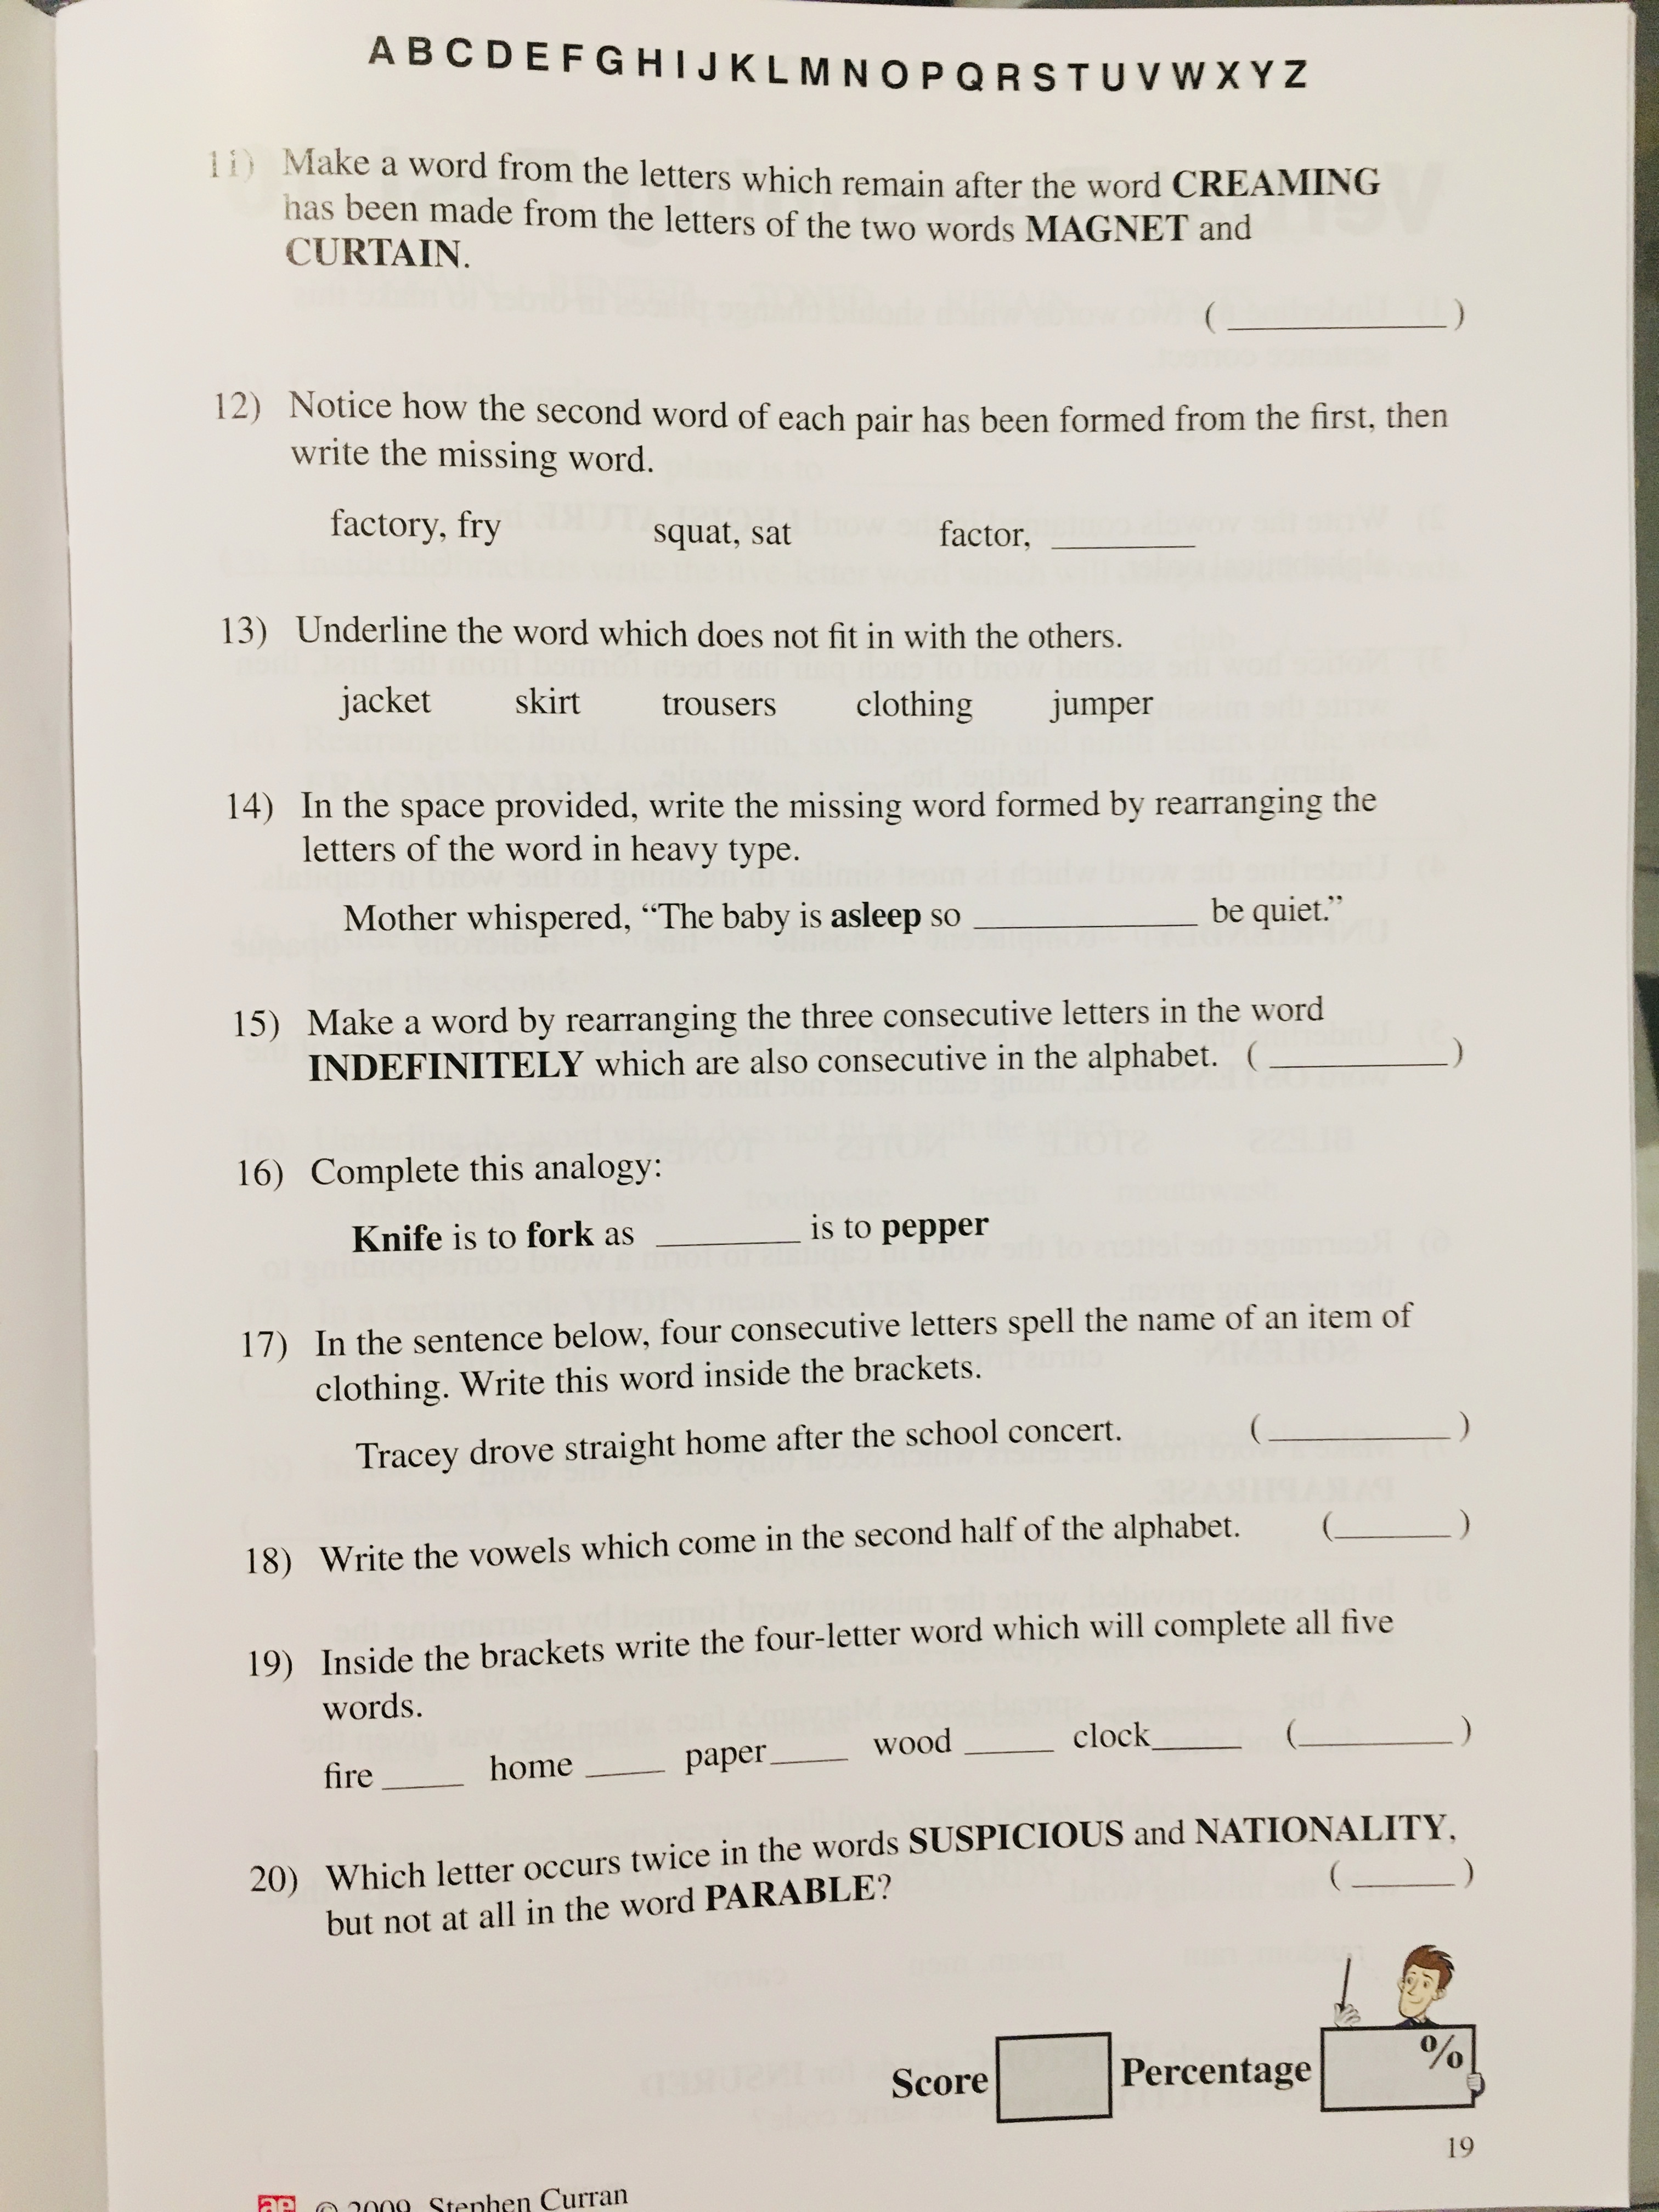 A B C D E F G H I J K L M N O P Q R S T U V W X Y Z
11) Make a word from the letters which remain after the word CREAMING
has been made from the letters of the two words MAGNET and
CURTAIN.
( __________ )
12) Notice how the second word of each pair has been formed from the first, then
write the missing word.
factory, fry squat, sat factor, ________
13) Underline the word which does not fit in with the others.
jacket skirt trousers clothing jumper
14) In the space provided, write the missing word formed by rearranging the
letters of the word in heavy type.
Mother whispered, “The baby is asleep so __________ be quiet.”
15) Make a word by rearranging the three consecutive letters in the word
INDEFINITELY which are also consecutive in the alphabet. ( ________ )
16) Complete this analogy:
Knife is to fork as ________ is to pepper
17) In the sentence below, four consecutive letters spell the name of an item of
clothing. Write this word inside the brackets.
Tracey drove straight home after the school concert. ( ________ )
18) Write the vowels which come in the second half of the alphabet. ( ______ )
19) Inside the brackets write the four-letter word which will complete all five
words.
fire ____ home ____ paper____ wood ____ clock____ ( ________ )
20) Which letter occurs twice in the words SUSPICIOUS and NATIONALITY,
but not at all in the word PARABLE? ( _____ )
Score Percentage %
19
ae © 2009 Stephen Curran